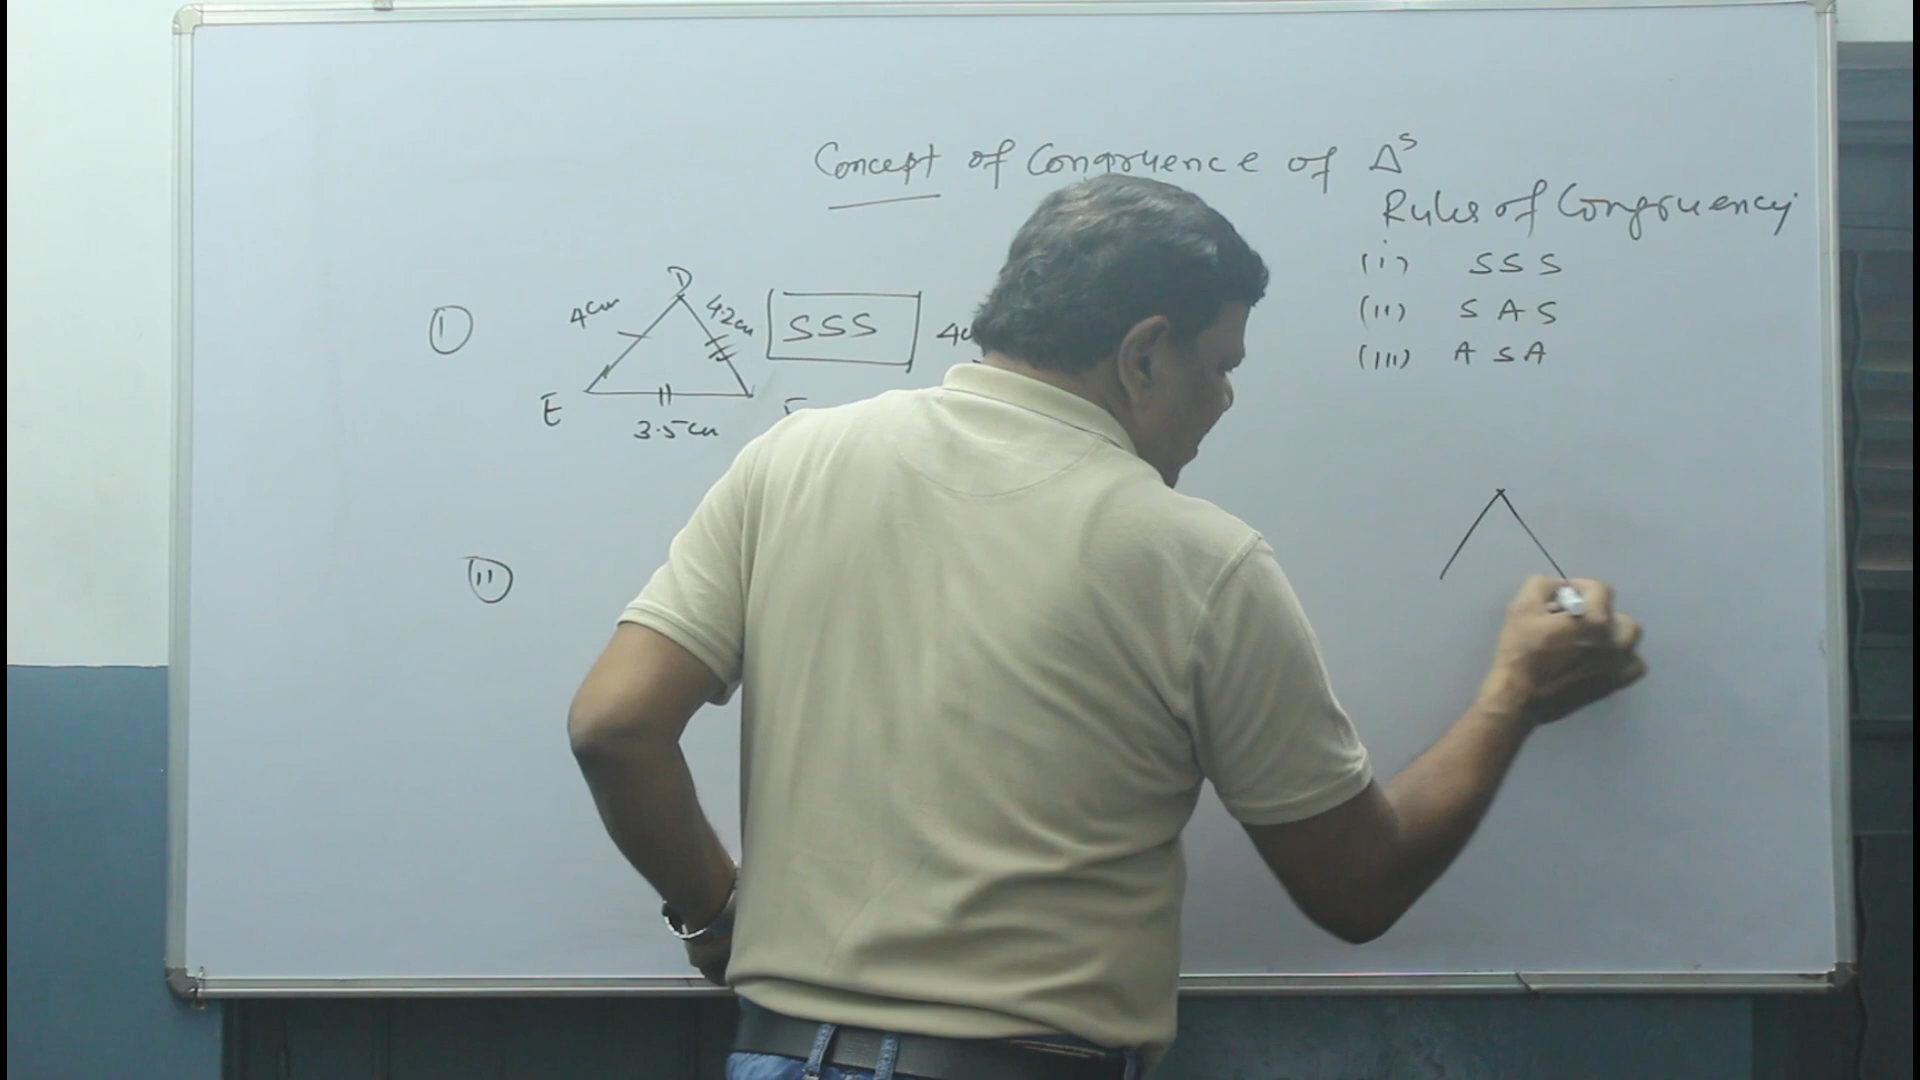 Concept of Congruence of Δs
Rules of Congruency
(i) SSS
(ii) SAS
(iii) ASA
(I)
D
4cm
4.2cm
SSS
E
3.5cm
(II)